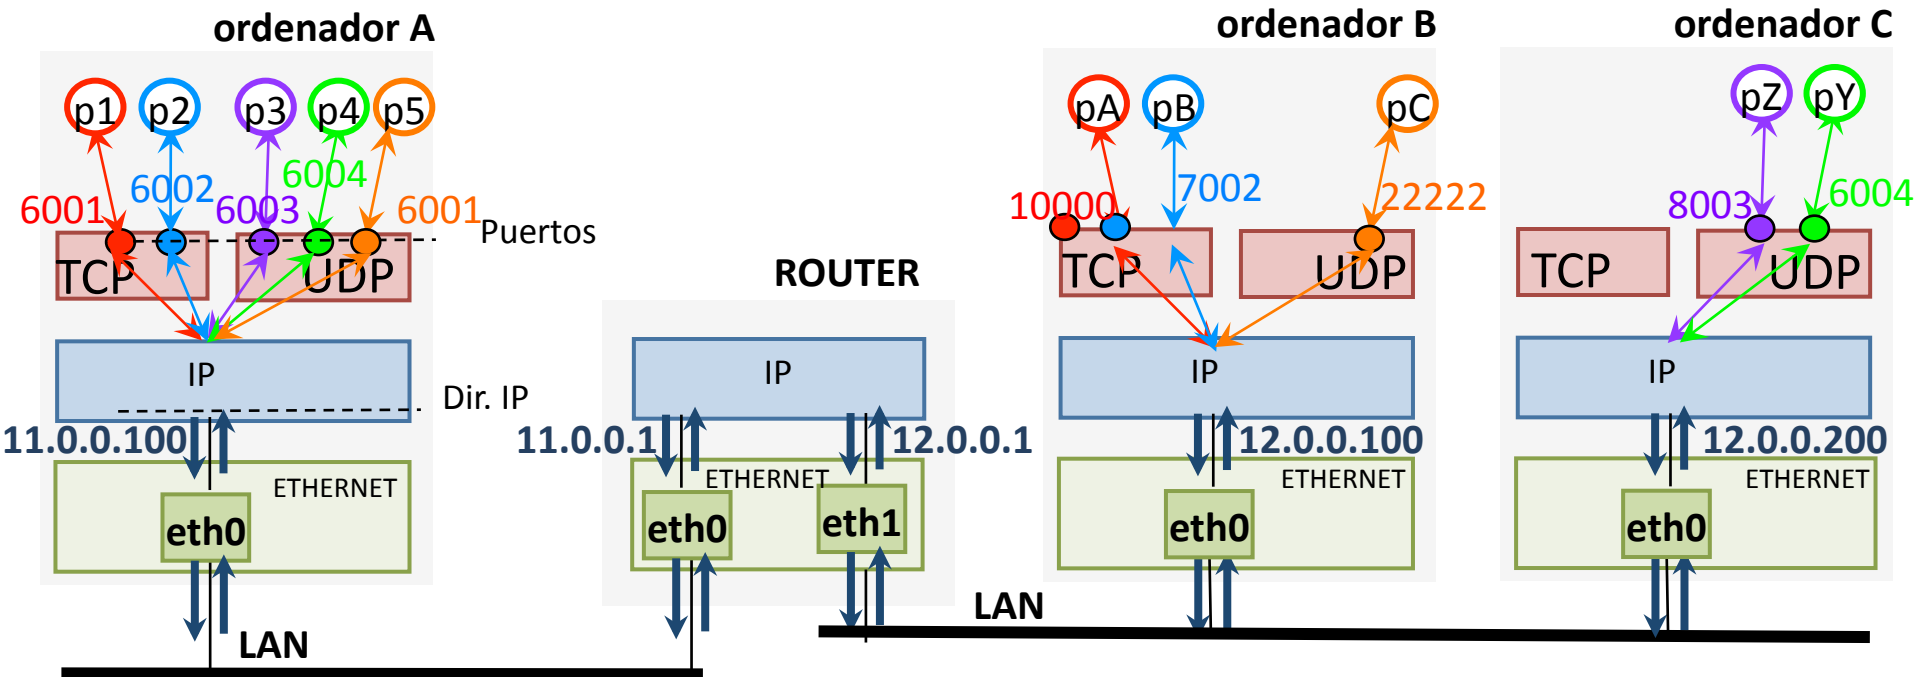 ordenador A
ordenador B
ordenador C
p1 p2 p3 p4 p5
pA pB pC
pZ pY
6001 6002 6003 6004 6001
Puertos
10000 7002 22222
8003 6004
TCP UDP
ROUTER
TCP UDP
TCP UDP
IP
IP
IP
IP
Dir. IP
11.0.0.100
11.0.0.1
12.0.0.1
12.0.0.100
12.0.0.200
ETHERNET
ETHERNET
ETHERNET
ETHERNET
eth0
eth0
eth1
eth0
eth0
LAN
LAN